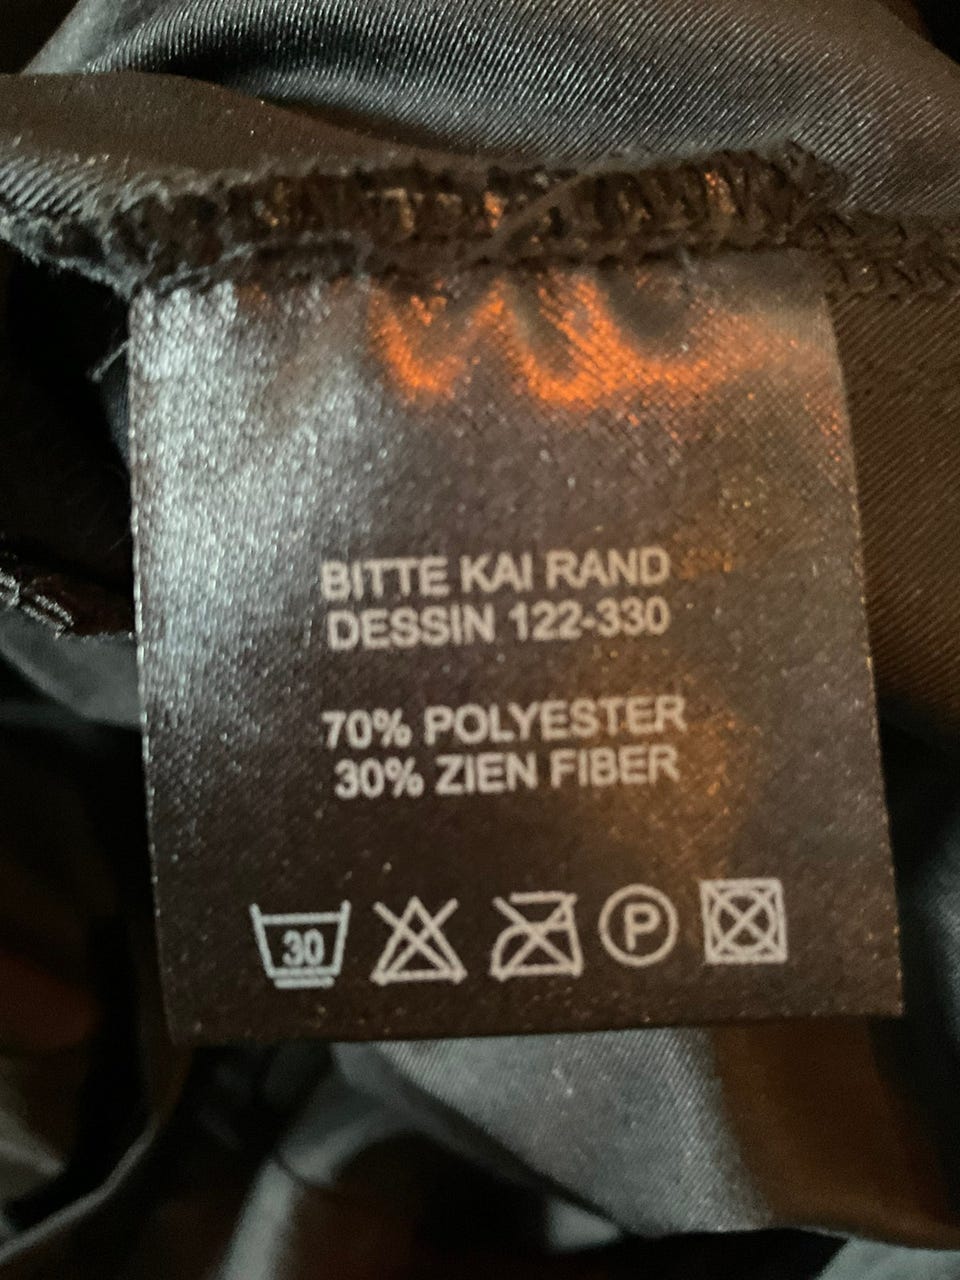 BITTE KAI RAND
DESSIN 122-330
70% POLYESTER
30% ZIEN FIBER
30
P